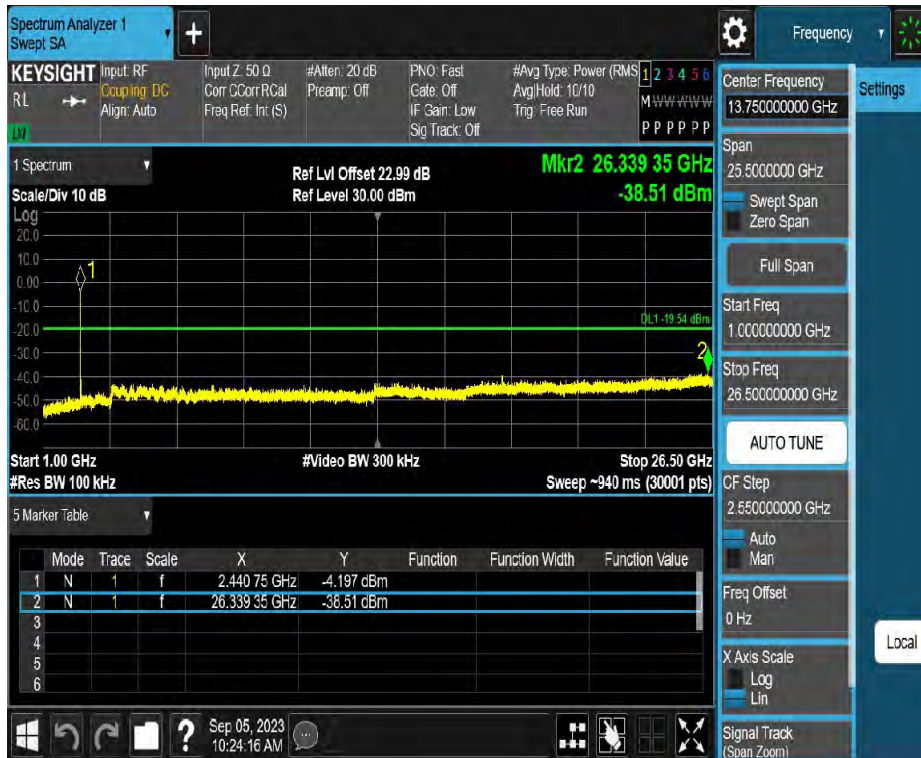 Spectrum Analyzer 1
Swept SA
+
Frequency
KEYSIGHT
RL
LXI
Input: RF
Coupling: DC
Align: Auto
Input Z: 50 Ω
Corr CCorr RCal
Freq Ref: Int (S)
#Atten: 20 dB
Preamp: Off
PNO: Fast
Gate: Off
IF Gain: Low
Sig Track: Off
#Avg Type: Power (RMS
Avg|Hold: 10/10
Trig: Free Run
1 2 3 4 5 6
M W W W W W
P P P P P P
1 Spectrum
Scale/Div 10 dB
Ref Lvl Offset 22.99 dB
Ref Level 30.00 dBm
Mkr2 26.339 35 GHz
-38.51 dBm
Log
20.0
10.0
0.00
-10.0
-20.0
-30.0
-40.0
-50.0
-60.0
1
DL1 -19.54 dBm
2
Start 1.00 GHz
#Res BW 100 kHz
#Video BW 300 kHz
Stop 26.50 GHz
Sweep ~940 ms (30001 pts)
5 Marker Table
Mode Trace Scale X Y Function Function Width Function Value
1 N 1 f 2.440 75 GHz -4.197 dBm
2 N 1 f 26.339 35 GHz -38.51 dBm
3
4
5
6
?
Sep 05, 2023
10:24:16 AM
Center Frequency
13.750000000 GHz
Settings
Span
25.5000000 GHz
Swept Span
Zero Span
Full Span
Start Freq
1.000000000 GHz
Stop Freq
26.500000000 GHz
AUTO TUNE
CF Step
2.550000000 GHz
Auto
Man
Freq Offset
0 Hz
Local
X Axis Scale
Log
Lin
Signal Track
(Span Zoom)